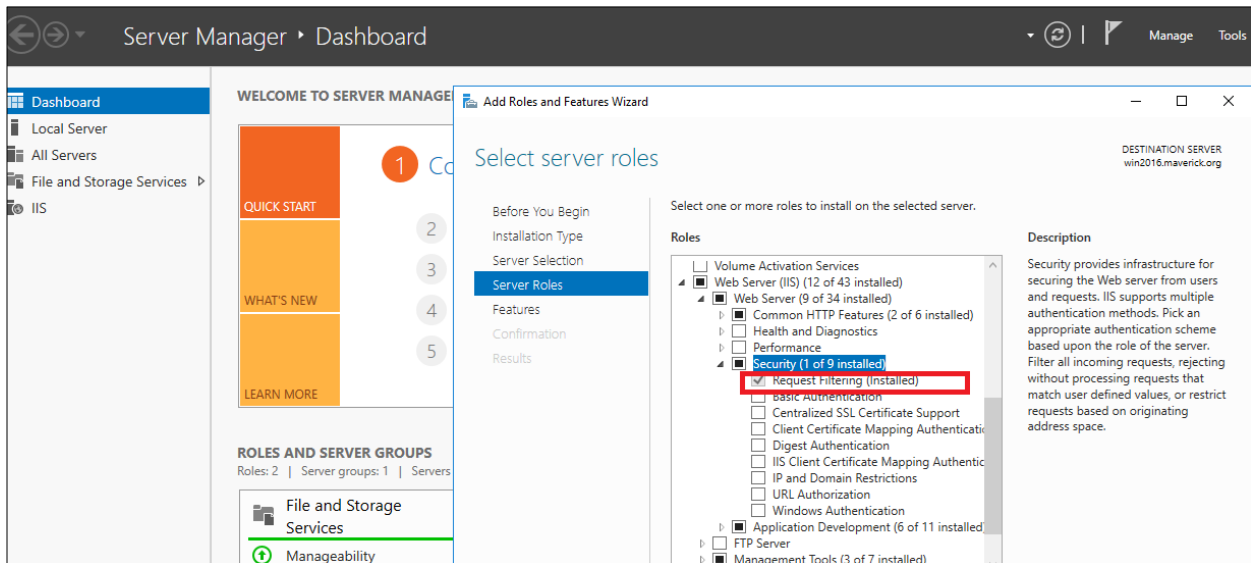 Server Manager ‣ Dashboard
Manage Tools
Dashboard
Local Server
All Servers
File and Storage Services
IIS
WELCOME TO SERVER MANAGE
QUICK START
WHAT'S NEW
LEARN MORE
1 Co
2
3
4
5
ROLES AND SERVER GROUPS
Roles: 2 | Server groups: 1 | Servers
File and Storage
Services
Manageability
Add Roles and Features Wizard
Select server roles
DESTINATION SERVER
win2016.maverick.org
Before You Begin
Installation Type
Server Selection
Server Roles
Features
Confirmation
Results
Select one or more roles to install on the selected server.
Roles
Volume Activation Services
Web Server (IIS) (12 of 43 installed)
Web Server (9 of 34 installed)
Common HTTP Features (2 of 6 installed)
Health and Diagnostics
Performance
Security (1 of 9 installed)
Request Filtering (Installed)
Basic Authentication
Centralized SSL Certificate Support
Client Certificate Mapping Authenticatio
Digest Authentication
IIS Client Certificate Mapping Authentic
IP and Domain Restrictions
URL Authorization
Windows Authentication
Application Development (6 of 11 installed)
FTP Server
Management Tools (3 of 7 installed)
Description
Security provides infrastructure for
securing the Web server from users
and requests. IIS supports multiple
authentication methods. Pick an
appropriate authentication scheme
based upon the role of the server.
Filter all incoming requests, rejecting
without processing requests that
match user defined values, or restrict
requests based on originating
address space.